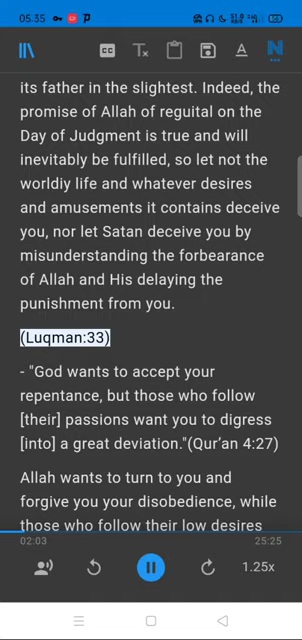 05.35
CC
its father in the slightest. Indeed, the
promise of Allah of reguital on the
Day of Judgment is true and will
inevitably be fulfilled, so let not the
worldiy life and whatever desires
and amusements it contains deceive
you, nor let Satan deceive you by
misunderstanding the forbearance
of Allah and His delaying the
punishment from you.
(Luqman:33)
- "God wants to accept your
repentance, but those who follow
[their] passions want you to digress
[into] a great deviation."(Qur’an 4:27)
Allah wants to turn to you and
forgive you your disobedience, while
those who follow their low desires
02:03 25:25
1.25x